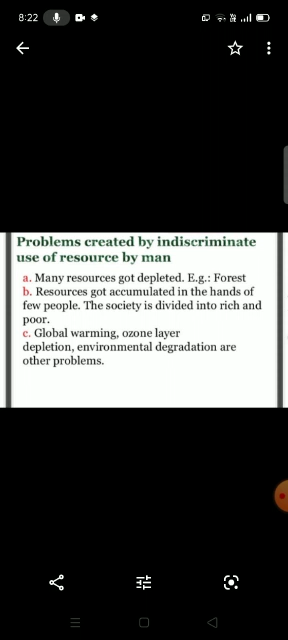 8:22
Problems created by indiscriminate
use of resource by man
a. Many resources got depleted. E.g.: Forest
b. Resources got accumulated in the hands of
few people. The society is divided into rich and
poor.
c. Global warming, ozone layer
depletion, environmental degradation are
other problems.